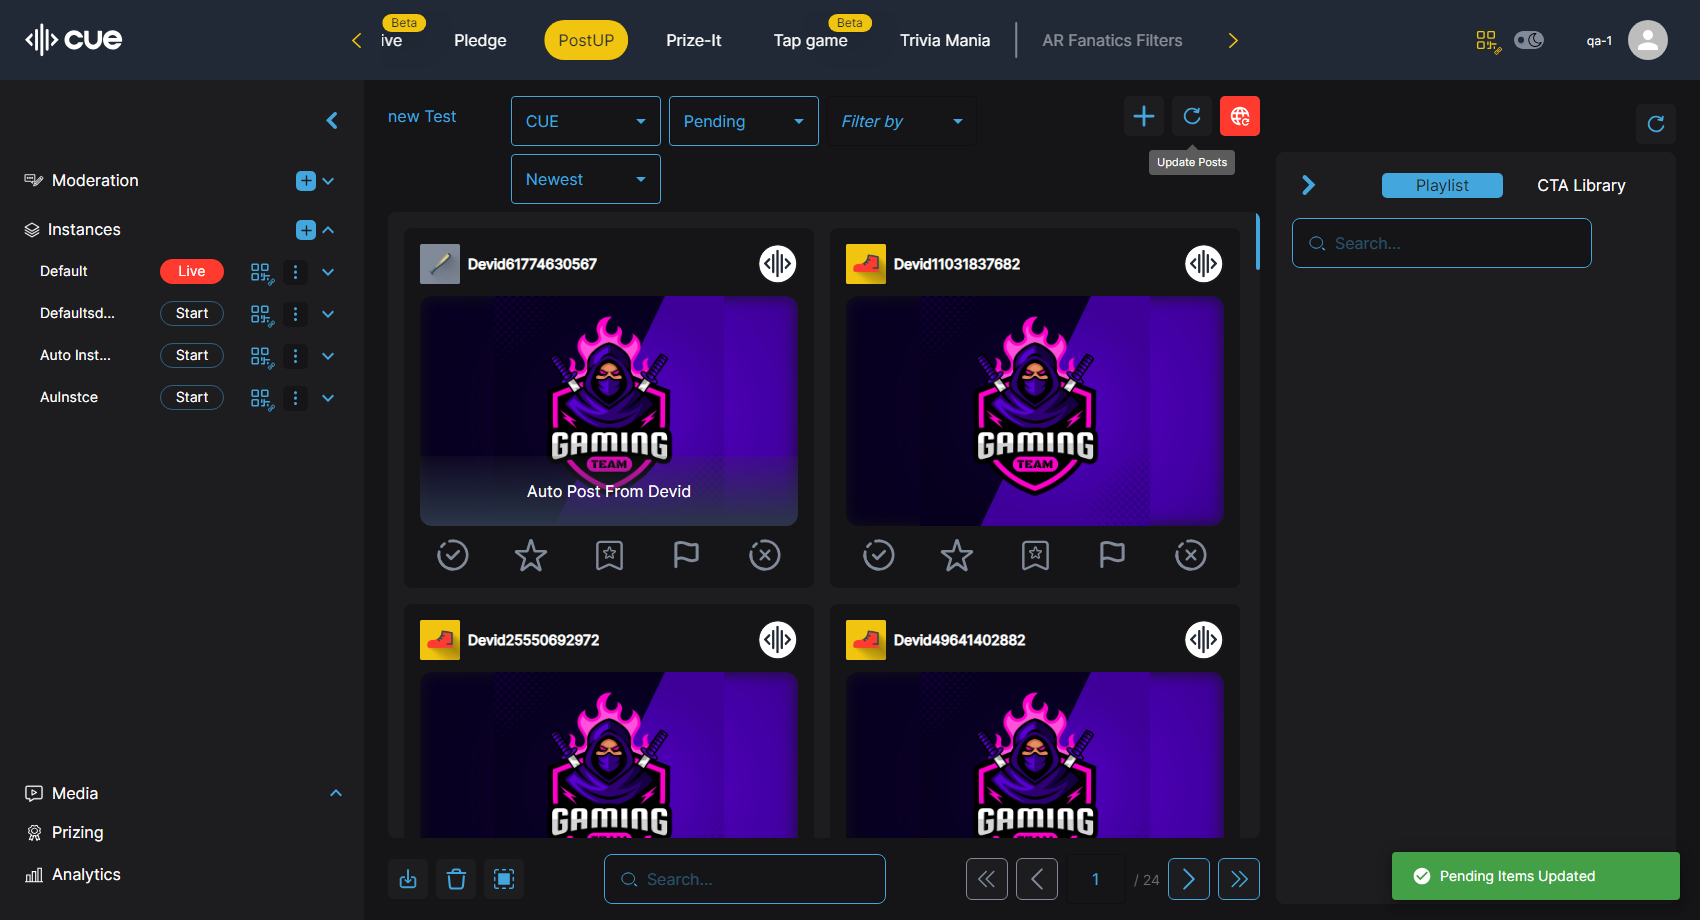 cue
Beta
ive
Pledge
PostUP
Prize-It
Beta
Tap game
Trivia Mania
AR Fanatics Filters
qa-1
new Test
CUE
Pending
Filter by
Update Posts
Newest
Moderation
Instances
Default
Live
Defaultsd...
Start
Auto Inst...
Start
AuInstce
Start
Media
Prizing
Analytics
Devid61774630567
GAMING
TEAM
Auto Post From Devid
Devid11031837682
GAMING
TEAM
Devid25550692972
GAMING
Devid49641402882
GAMING
Search...
1
/ 24
Playlist
CTA Library
Search...
Pending Items Updated